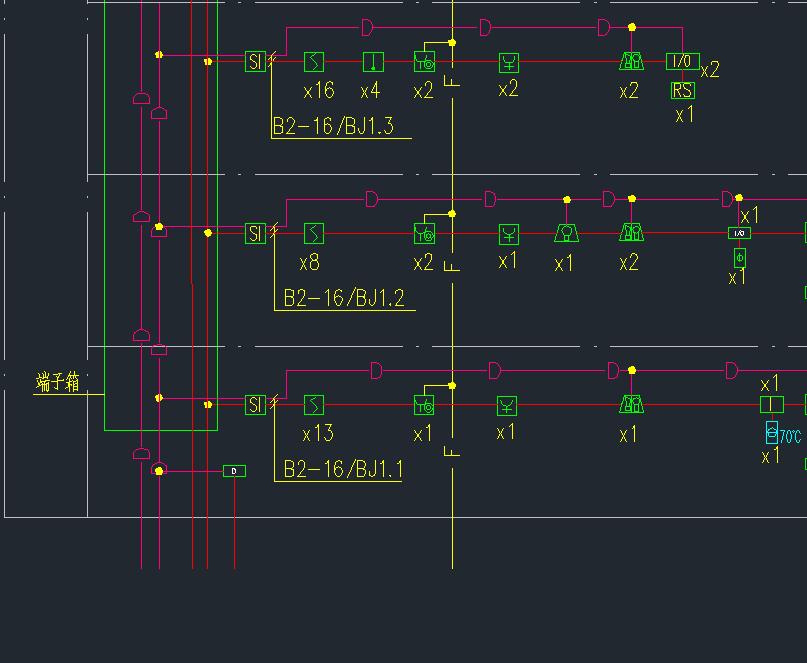 SI
I/O
x2
RS
x1
x16 x4 x2 x2 x2
F
B2-16/BJ1.3
x1
SI
I/O
x8 x2 x1 x1 x2
F
x1
B2-16/BJ1.2
端子箱
x1
SI
70℃
x13 x1 x1 x1
x1
F
B2-16/BJ1.1
D
D D D
D D D D
D D D D